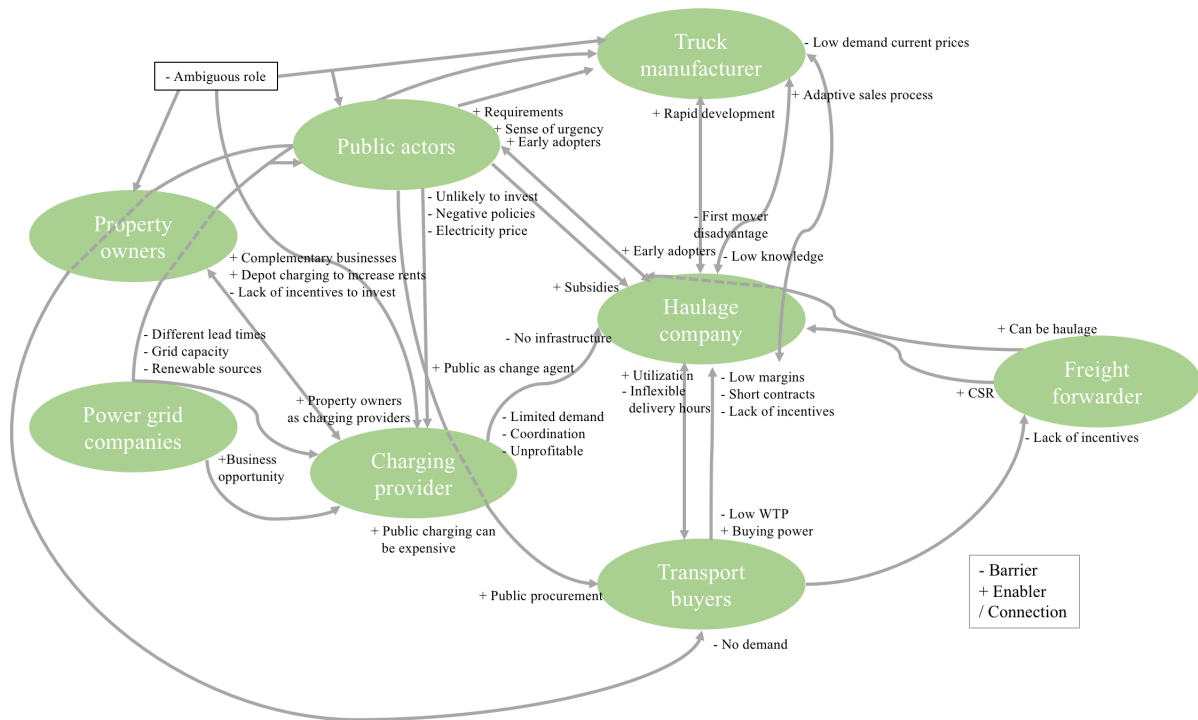 Truck
manufacturer
- Low demand current prices
- Ambiguous role
+ Adaptive sales process
+ Requirements
+ Sense of urgency
+ Early adopters
+ Rapid development
Public actors
- Unlikely to invest
- Negative policies
- Electricity price
- First mover
disadvantage
+ Early adopters
- Low knowledge
Property
owners
+ Complementary businesses
+ Depot charging to increase rents
- Lack of incentives to invest
+ Subsidies
Haulage
company
- No infrastructure
+ Can be haulage
- Different lead times
- Grid capacity
- Renewable sources
+ Public as change agent
+ Utilization
- Inflexible
delivery hours
- Low margins
- Short contracts
- Lack of incentives
Freight
forwarder
+ CSR
- Lack of incentives
Power grid
companies
+ Property owners
as charging providers
- Limited demand
- Coordination
- Unprofitable
+Business
opportunity
Charging
provider
+ Public charging can
be expensive
- Low WTP
+ Buying power
Transport
buyers
+ Public procurement
- No demand
- Barrier
+ Enabler
/ Connection